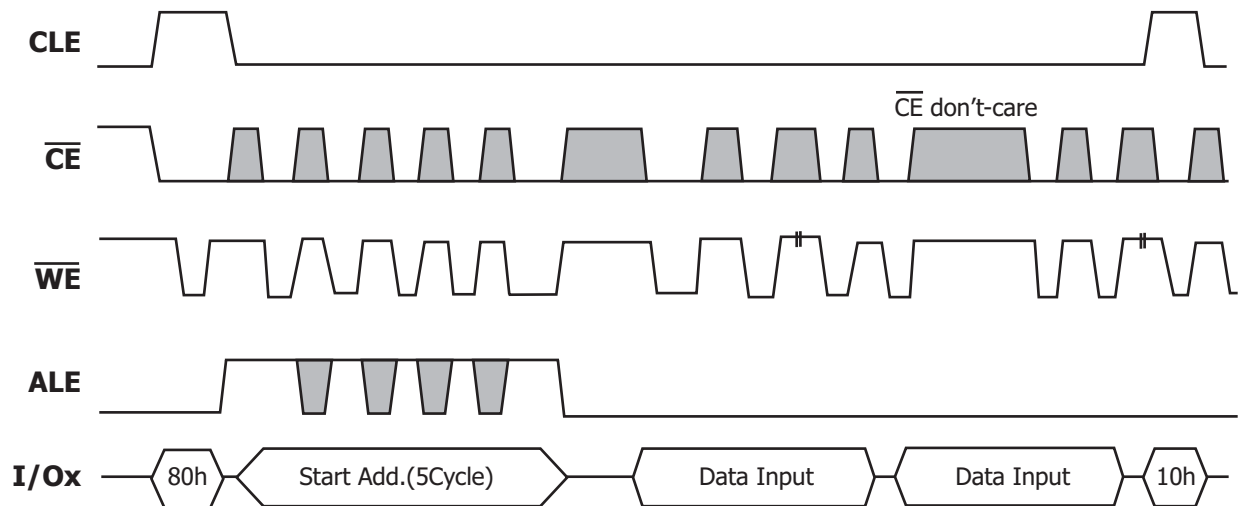 CLE
CE don't-care
CE
WE
ALE
I/Ox
80h
Start Add.(5Cycle)
Data Input
Data Input
10h